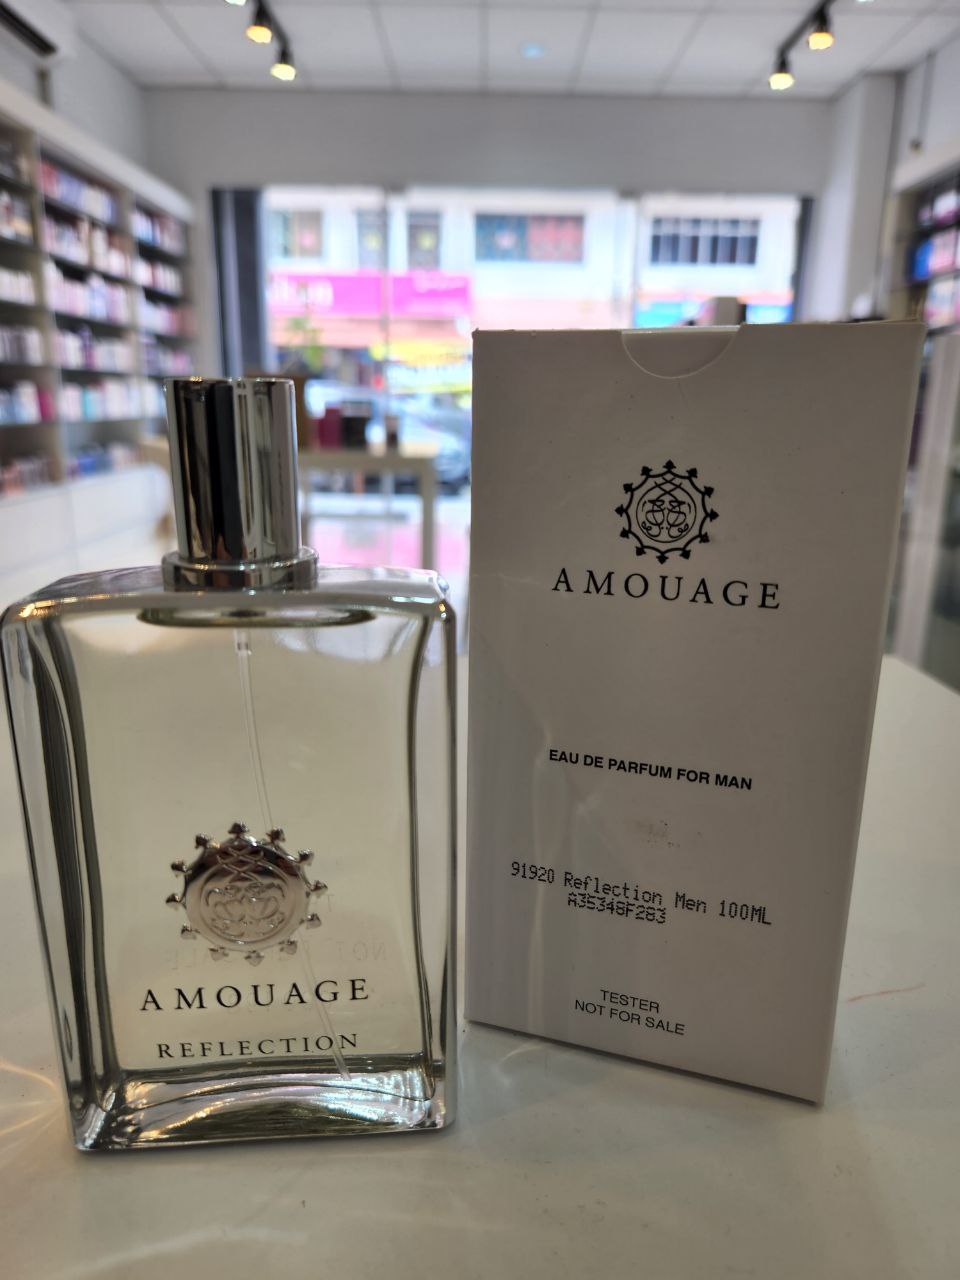 AMOUAGE
REFLECTION
AMOUAGE
EAU DE PARFUM FOR MAN
91920 Reflection Men 100ML
A35348F283
TESTER
NOT FOR SALE